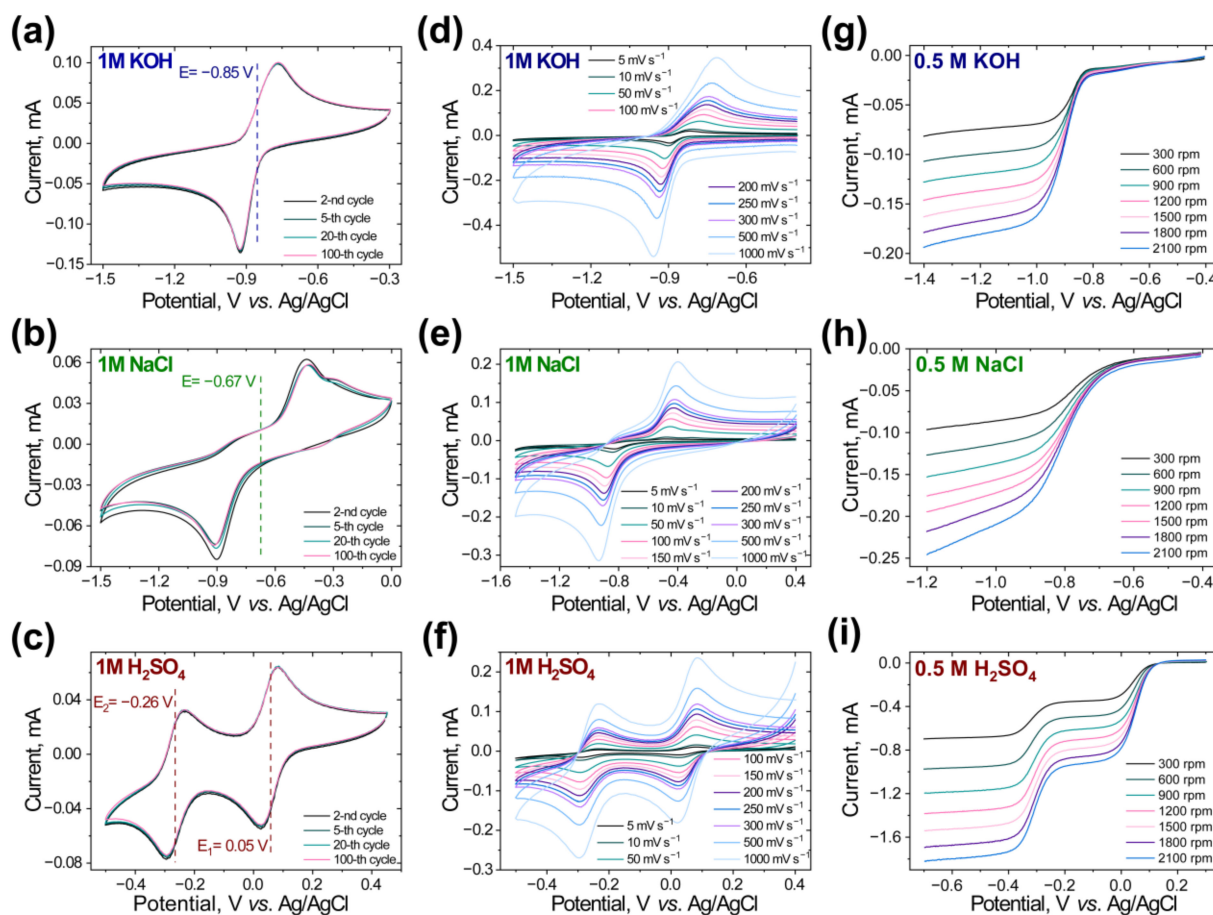 (a)
1M KOH
E= −0.85 V
2-nd cycle
5-th cycle
20-th cycle
100-th cycle
0.10
0.05
0.00
−0.05
−0.10
−0.15
Current, mA
−1.5
−1.2
−0.9
−0.6
−0.3
Potential, V vs. Ag/AgCl
(d)
1M KOH
5 mV s−1
10 mV s−1
50 mV s−1
100 mV s−1
200 mV s−1
250 mV s−1
300 mV s−1
500 mV s−1
1000 mV s−1
0.4
0.2
0.0
−0.2
−0.4
Current, mA
−1.5
−1.2
−0.9
−0.6
Potential, V vs. Ag/AgCl
(g)
0.5 M KOH
300 rpm
600 rpm
900 rpm
1200 rpm
1500 rpm
1800 rpm
2100 rpm
0.00
−0.05
−0.10
−0.15
−0.20
Current, mA
−1.4
−1.2
−1.0
−0.8
−0.6
−0.4
Potential, V vs. Ag/AgCl
(b)
1M NaCl
E= −0.67 V
2-nd cycle
5-th cycle
20-th cycle
100-th cycle
0.06
0.03
0.00
−0.03
−0.06
−0.09
Current, mA
−1.5
−1.2
−0.9
−0.6
−0.3
0.0
Potential, V vs. Ag/AgCl
(e)
1M NaCl
5 mV s−1
10 mV s−1
50 mV s−1
100 mV s−1
150 mV s−1
200 mV s−1
250 mV s−1
300 mV s−1
500 mV s−1
1000 mV s−1
0.2
0.1
0.0
−0.1
−0.2
−0.3
Current, mA
−1.6
−1.2
−0.8
−0.4
0.0
0.4
Potential, V vs. Ag/AgCl
(h)
0.5 M NaCl
300 rpm
600 rpm
900 rpm
1200 rpm
1500 rpm
1800 rpm
2100 rpm
0.00
−0.05
−0.10
−0.15
−0.20
−0.25
Current, mA
−1.2
−1.0
−0.8
−0.6
−0.4
Potential, V vs. Ag/AgCl
(c)
1M H2SO4
E2= −0.26 V
E1= 0.05 V
2-nd cycle
5-th cycle
20-th cycle
100-th cycle
0.04
0.00
−0.04
−0.08
Current, mA
−0.4
−0.2
0.0
0.2
0.4
Potential, V vs. Ag/AgCl
(f)
1M H2SO4
5 mV s−1
10 mV s−1
50 mV s−1
100 mV s−1
150 mV s−1
200 mV s−1
250 mV s−1
300 mV s−1
500 mV s−1
1000 mV s−1
0.2
0.1
0.0
−0.1
−0.2
−0.3
Current, mA
−0.4
−0.2
0.0
0.2
0.4
Potential, V vs. Ag/AgCl
(i)
0.5 M H2SO4
300 rpm
600 rpm
900 rpm
1200 rpm
1500 rpm
1800 rpm
2100 rpm
0.0
−0.4
−0.8
−1.2
−1.6
Current, mA
−0.6
−0.4
−0.2
0.0
0.2
Potential, V vs. Ag/AgCl